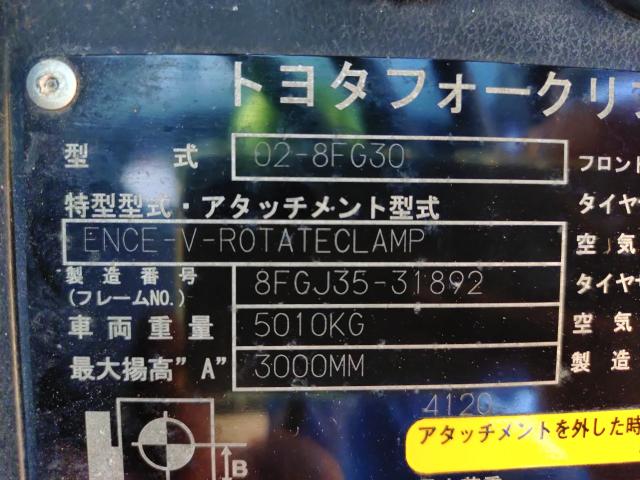 トヨタフォークリフ
型式 02-8FG30 フロント
特型型式・アタッチメント型式 タイヤサ
ENCE-V-ROTATECLAMP 空気
製造番号 (フレームNO.) 8FGJ35-31892 タイヤサ
車両重量 5010KG 空気
最大揚高"A" 3000MM 製造
4120
アタッチメントを外した時
B